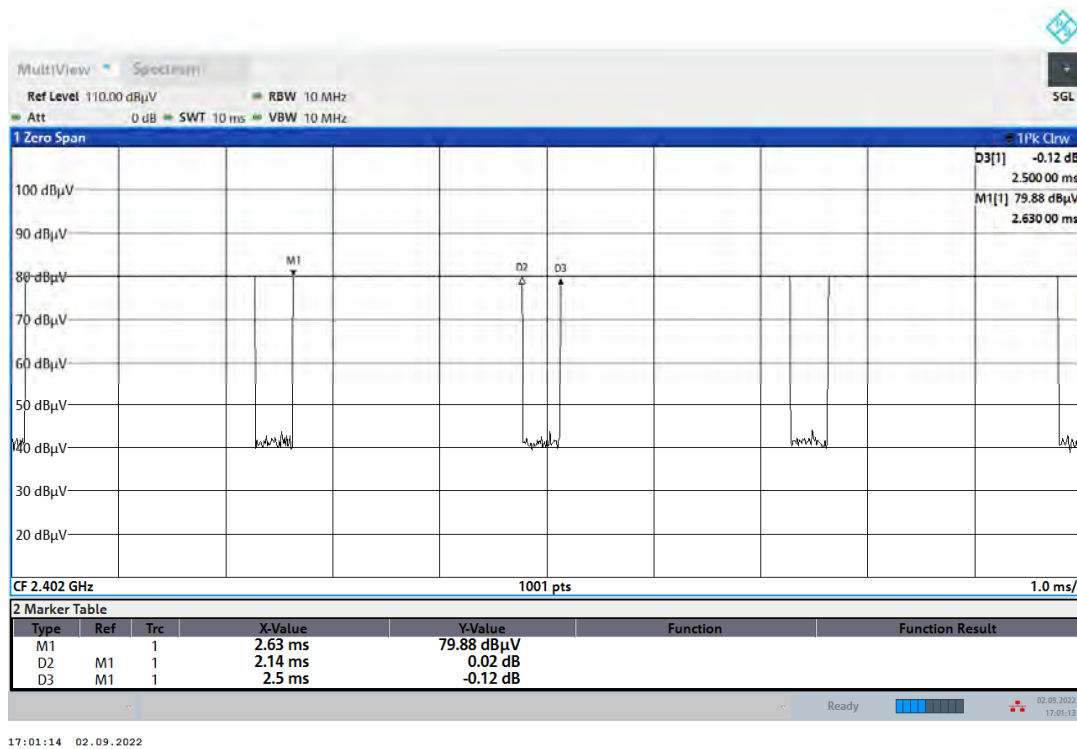 MultiView Spectrum
Ref Level 110.00 dBµV RBW 10 MHz SGL
Att 0 dB SWT 10 ms VBW 10 MHz
1 Zero Span 1Pk Clrw
D3[1] -0.12 dB
2.500 00 ms
M1[1] 79.88 dBµV
2.630 00 ms
100 dBµV
90 dBµV
M1 D2 D3
80 dBµV
70 dBµV
60 dBµV
50 dBµV
40 dBµV
30 dBµV
20 dBµV
CF 2.402 GHz 1001 pts 1.0 ms/
2 Marker Table
Type Ref Trc X-Value Y-Value Function Function Result
M1 1 2.63 ms 79.88 dBµV
D2 M1 1 2.14 ms 0.02 dB
D3 M1 1 2.5 ms -0.12 dB
Ready 02.09.2022
17:01:13
17:01:14 02.09.2022